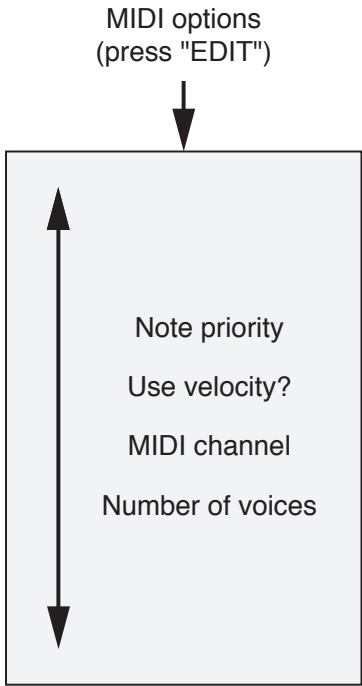 MIDI options
(press "EDIT")
Note priority
Use velocity?
MIDI channel
Number of voices